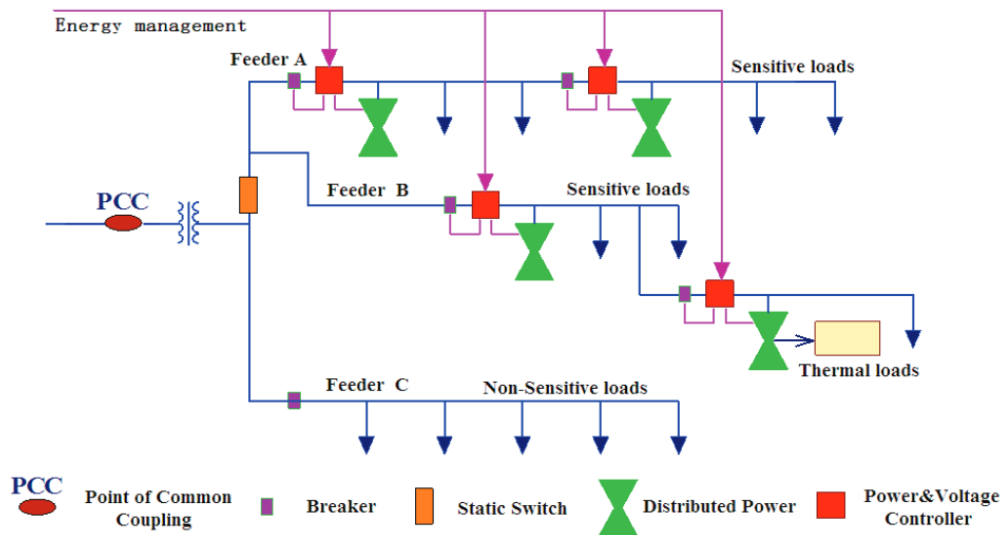 Energy management
Feeder A
Sensitive loads
PCC
Feeder B
Sensitive loads
Thermal loads
Feeder C
Non-Sensitive loads
PCC
Point of Common
Coupling
Breaker
Static Switch
Distributed Power
Power&Voltage
Controller